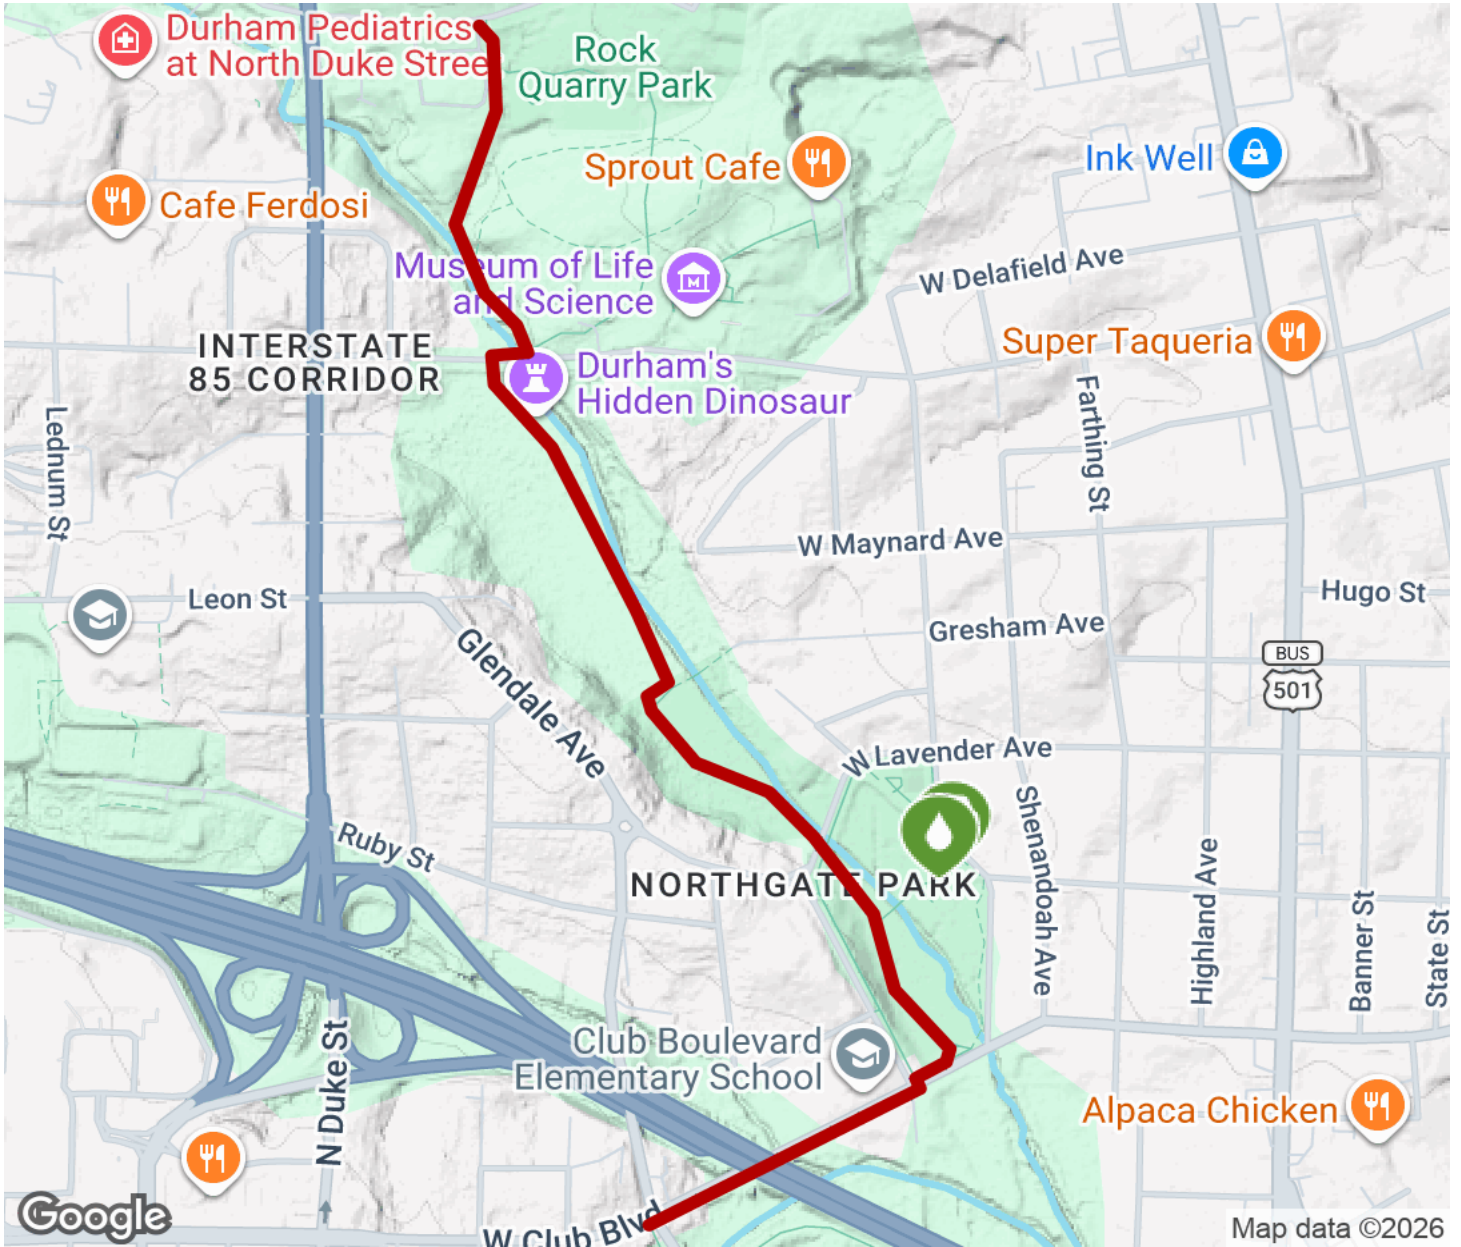 Durham Pediatrics
at North Duke Stree
Rock
Quarry Park
Sprout Cafe
Ink Well
Cafe Ferdosi
Museum of Life
and Science
W Delafield Ave
INTERSTATE
85 CORRIDOR
Super Taqueria
Durham's
Hidden Dinosaur
Lednum St
Farthing St
W Maynard Ave
Leon St
Hugo St
Glendale Ave
Gresham Ave
BUS
501
W Lavender Ave
Shenandoah Ave
Ruby St
NORTHGATE PARK
Highland Ave
Banner St
State St
N Duke St
Club Boulevard
Elementary School
Alpaca Chicken
W Club Blvd
Google
Map data ©2026